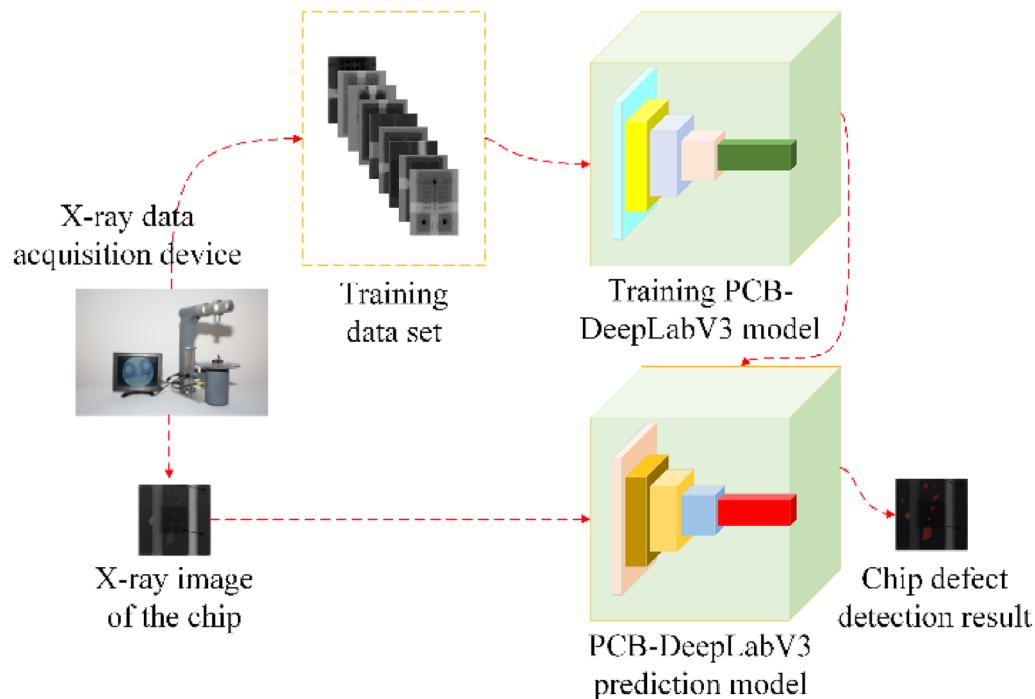 X-ray data
acquisition device
Training
data set
Training PCB-
DeepLabV3 model
X-ray image
of the chip
PCB-DeepLabV3
prediction model
Chip defect
detection result